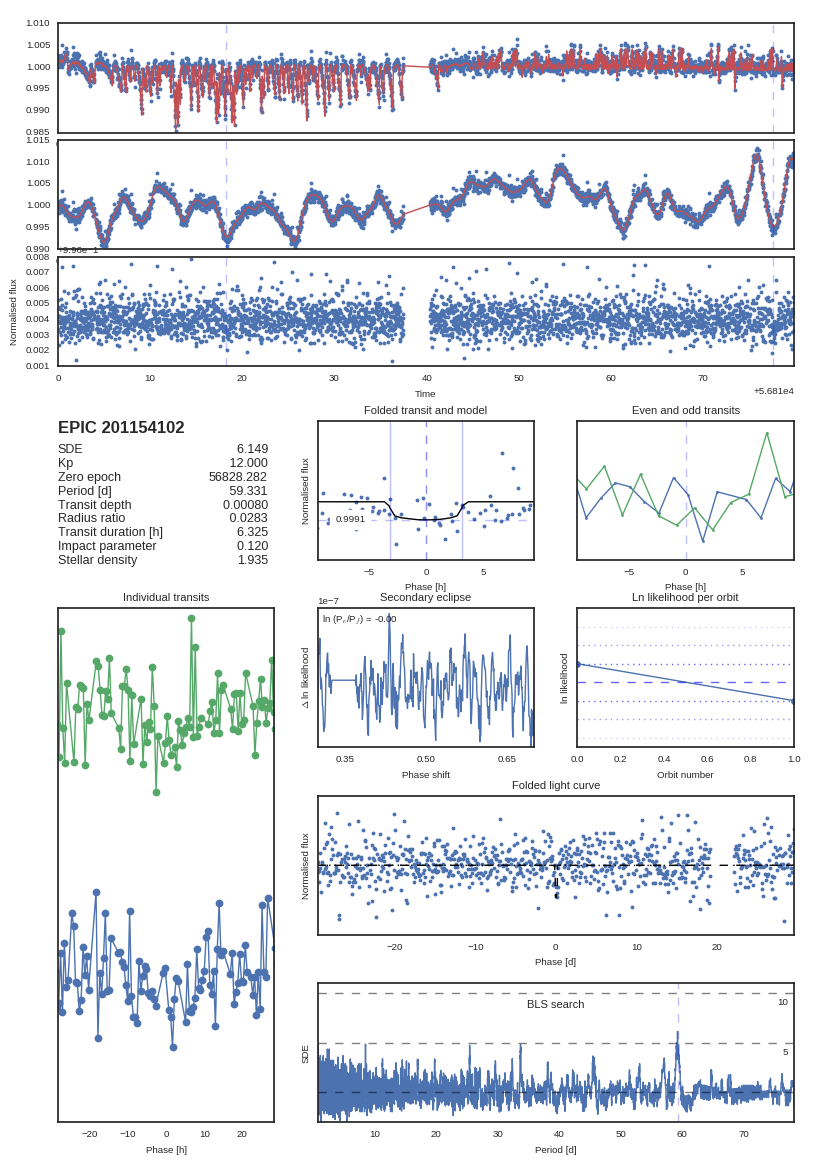 1.010
1.005
1.000
0.995
0.990
0.985
1.015
1.010
1.005
1.000
0.995
0.990
+9.96e−1
0.008
0.007
0.006
0.005
0.004
0.003
0.002
0.001
Normalised flux
0 10 20 30 40 50 60 70
Time
+5.681e4
EPIC 201154102
SDE 6.149
Kp 12.000
Zero epoch 56828.282
Period [d] 59.331
Transit depth 0.00080
Radius ratio 0.0283
Transit duration [h] 6.325
Impact parameter 0.120
Stellar density 1.935
Folded transit and model
Normalised flux
0.9991
−5 0 5
Phase [h]
Even and odd transits
−5 0 5
Phase [h]
Individual transits
−20 −10 0 10 20
Phase [h]
Secondary eclipse
1e−7
ln (Pₑ/P𝑓) = -0.00
Δ ln likelihood
0.35 0.50 0.65
Phase shift
Ln likelihood per orbit
ln likelihood
0.0 0.2 0.4 0.6 0.8 1.0
Orbit number
Folded light curve
Normalised flux
−20 −10 0 10 20
Phase [d]
BLS search
10
5
SDE
10 20 30 40 50 60 70
Period [d]